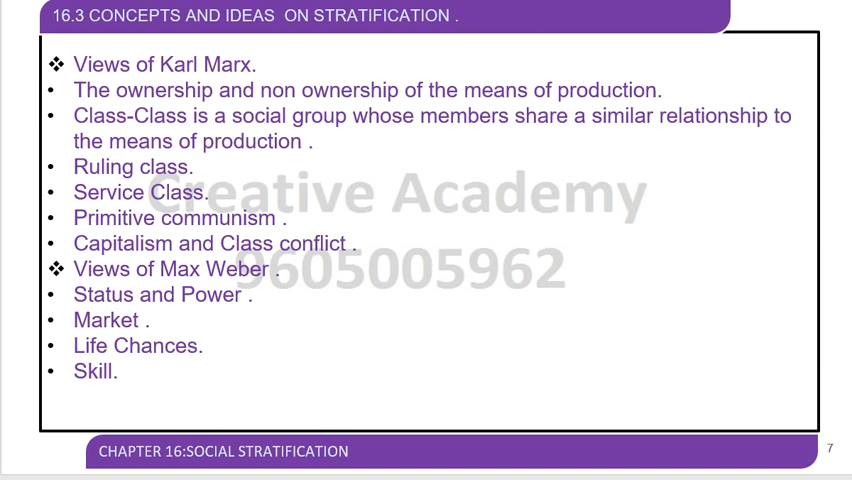 16.3 CONCEPTS AND IDEAS ON STRATIFICATION .
❖ Views of Karl Marx.
• The ownership and non ownership of the means of production.
• Class-Class is a social group whose members share a similar relationship to
the means of production .
• Ruling class.
• Service Class.
• Primitive communism .
• Capitalism and Class conflict .
❖ Views of Max Weber .
• Status and Power .
• Market .
• Life Chances.
• Skill.
Creative Academy
9605005962
CHAPTER 16:SOCIAL STRATIFICATION
7